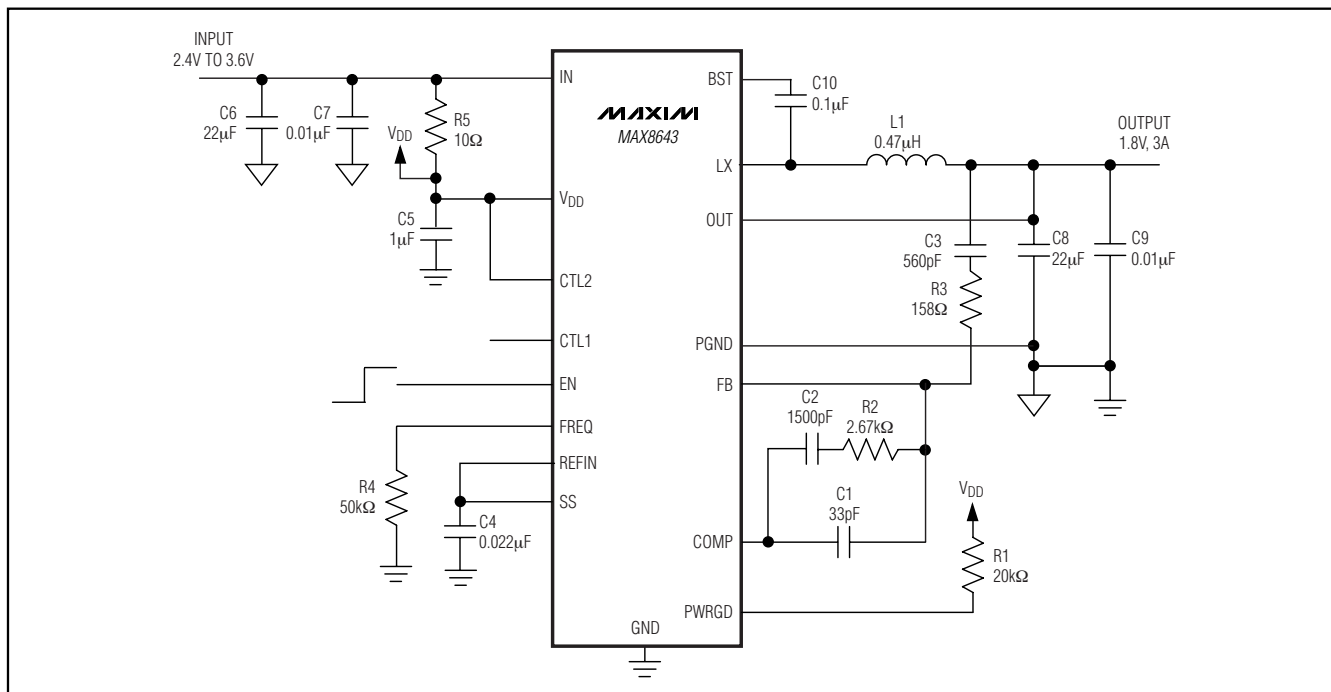 INPUT
2.4V TO 3.6V
C6
22µF
C7
0.01µF
R5
10Ω
VDD
C5
1µF
IN
VDD
CTL2
CTL1
EN
FREQ
REFIN
SS
R4
50kΩ
C4
0.022µF
MAXIM
MAX8643
GND
BST
LX
OUT
PGND
FB
COMP
PWRGD
C10
0.1µF
L1
0.47µH
OUTPUT
1.8V, 3A
C3
560pF
R3
158Ω
C8
22µF
C9
0.01µF
C2
1500pF
R2
2.67kΩ
C1
33pF
VDD
R1
20kΩ